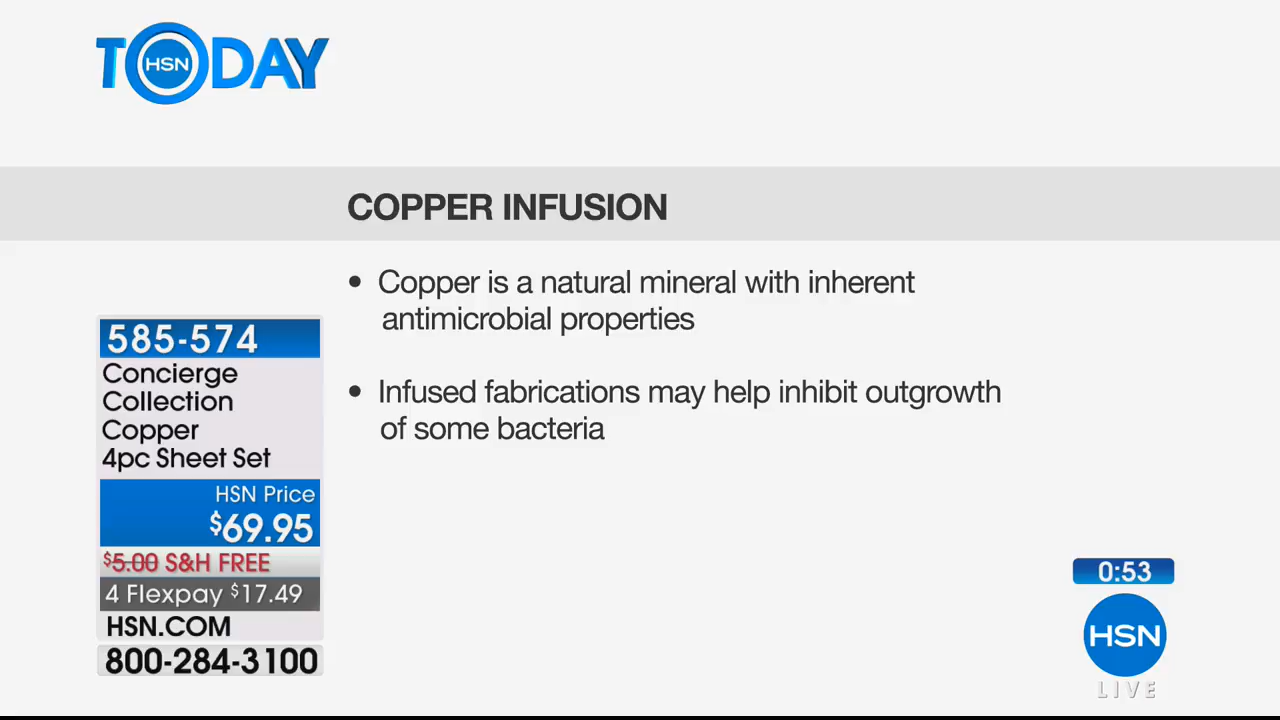 TODAY
HSN
COPPER INFUSION
• Copper is a natural mineral with inherent
antimicrobial properties
• Infused fabrications may help inhibit outgrowth
of some bacteria
585-574
Concierge
Collection
Copper
4pc Sheet Set
HSN Price
$69.95
$5.00 S&H FREE
4 Flexpay $17.49
HSN.COM
800-284-3100
0:53
HSN
LIVE